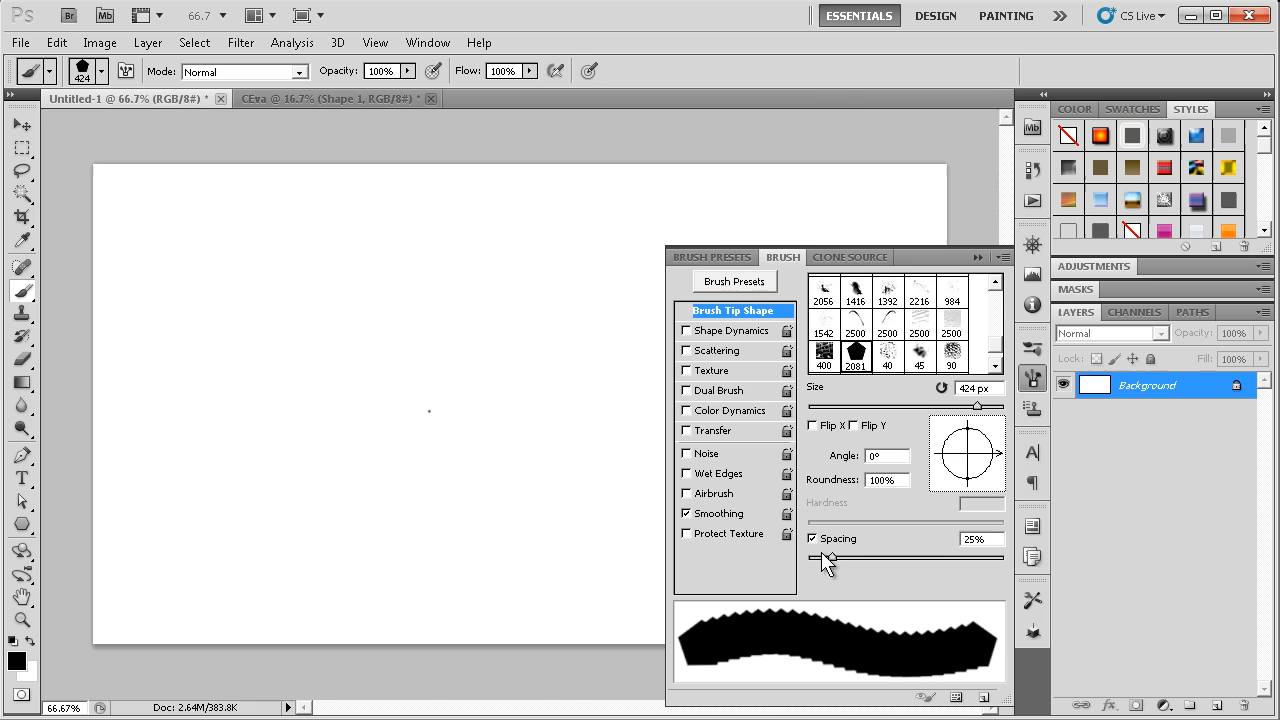 Ps Br Mb 66.7 ESSENTIALS DESIGN PAINTING CS Live
File Edit Image Layer Select Filter Analysis 3D View Window Help
424 Mode: Normal Opacity: 100% Flow: 100%
Untitled-1 @ 66.7% (RGB/8#) * CEva @ 16.7% (Shape 1, RGB/8#) *
COLOR SWATCHES STYLES
Mb
BRUSH PRESETS BRUSH CLONE SOURCE
ADJUSTMENTS
Brush Presets
MASKS
2056 1416 1392 2216 984
Brush Tip Shape
LAYERS CHANNELS PATHS
Shape Dynamics
1542 2500 2500 2500 2500
Normal Opacity: 100%
Scattering
Lock: Fill: 100%
400 2081 40 45 90
Texture
Size 424 px
Background
Dual Brush
Color Dynamics
Flip X Flip Y
Transfer
Angle: 0°
Noise
Wet Edges
Roundness: 100%
Airbrush
Hardness
Smoothing
Protect Texture
Spacing 25%
T
A
66.67% Doc: 2.64M/383.8K
fx